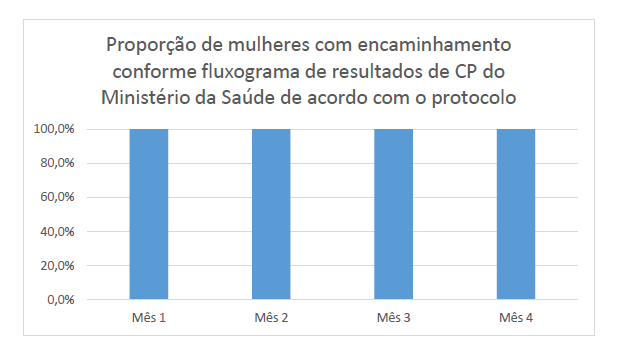 Proporção de mulheres com encaminhamento
conforme fluxograma de resultados de CP do
Ministério da Saúde de acordo com o protocolo
100,0%
80,0%
60,0%
40,0%
20,0%
0,0%
Mês 1 Mês 2 Mês 3 Mês 4